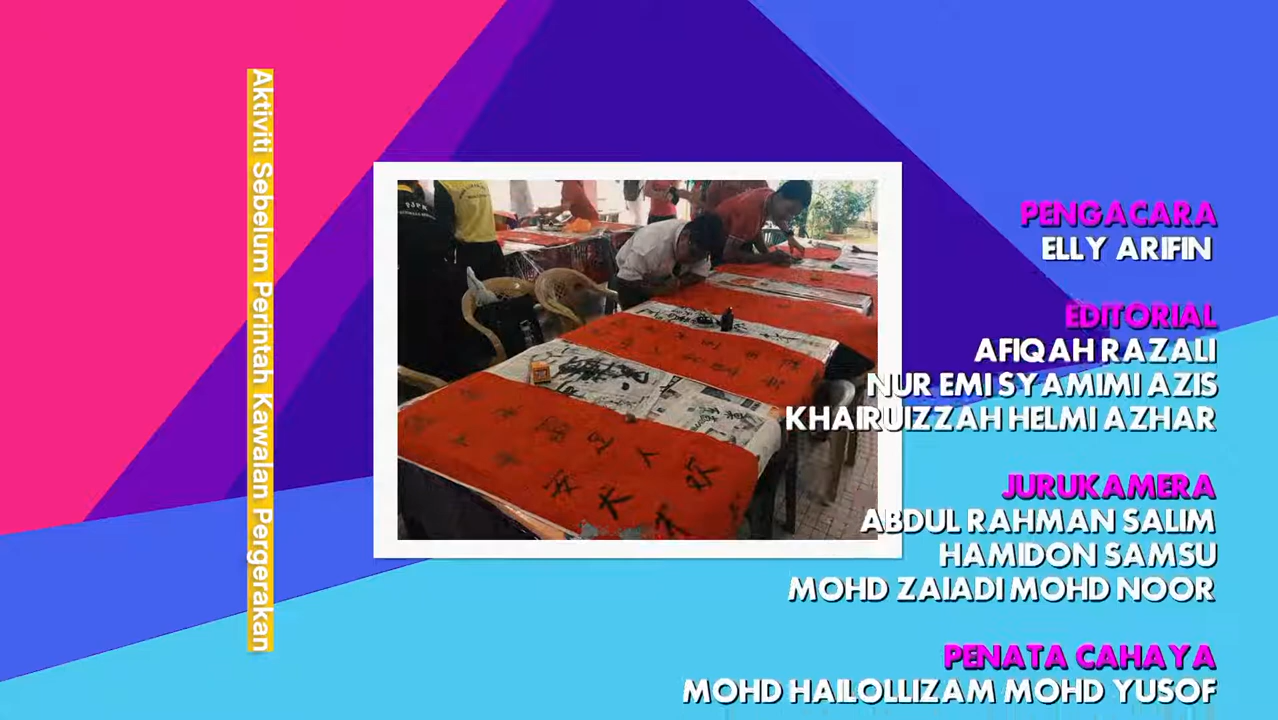 Aktiviti Sebelum Perintah Kawalan Pergerakan
PENGACARA
ELLY ARIFIN
EDITORIAL
AFIQAH RAZALI
NUR EMI SYAMIMI AZIS
KHAIRUIZZAH HELMI AZHAR
JURUKAMERA
ABDUL RAHMAN SALIM
HAMIDON SAMSU
MOHD ZAIADI MOHD NOOR
PENATA CAHAYA
MOHD HAILOLLIZAM MOHD YUSOF